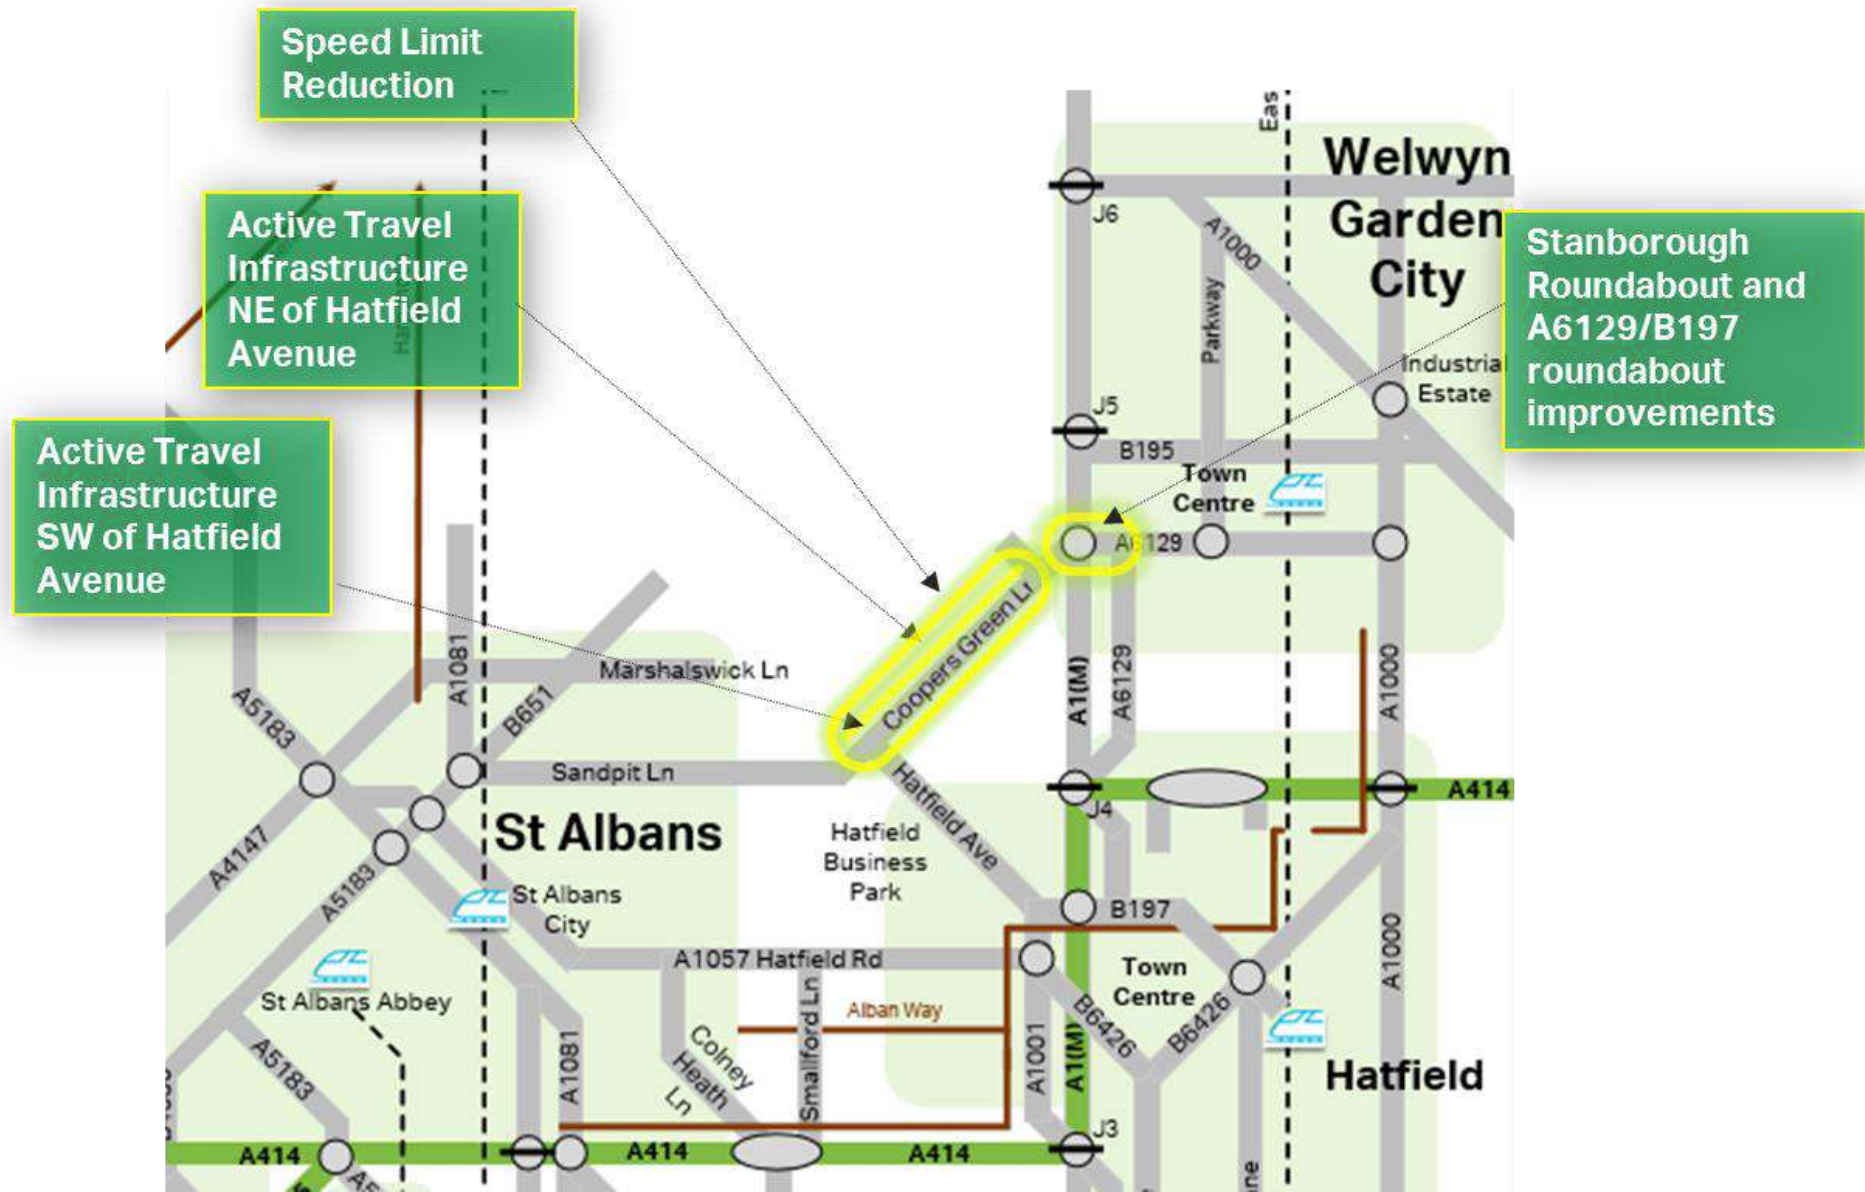 Speed Limit
Reduction
Active Travel
Infrastructure
NE of Hatfield
Avenue
Active Travel
Infrastructure
SW of Hatfield
Avenue
Stanborough
Roundabout and
A6129/B197
roundabout
improvements
Eas
Welwyn
Garden
City
J6
A1000
Parkway
Industrial
Estate
J5
B195
Town
Centre
A6129
Coopers Green Ln
A1(M)
A6129
A1000
A1081
Marshalswick Ln
B651
A5183
Sandpit Ln
A414
J4
Hatfield Ave
St Albans
Hatfield
Business
Park
A4147
A5183
St Albans
City
B197
A1000
A1057 Hatfield Rd
Town
Centre
St Albans Abbey
Alban Way
Smallford Ln
Colney
Heath
Ln
B6426
B6426
A1001
A1(M)
A1081
A5183
Hatfield
J3
A414
A414
A414